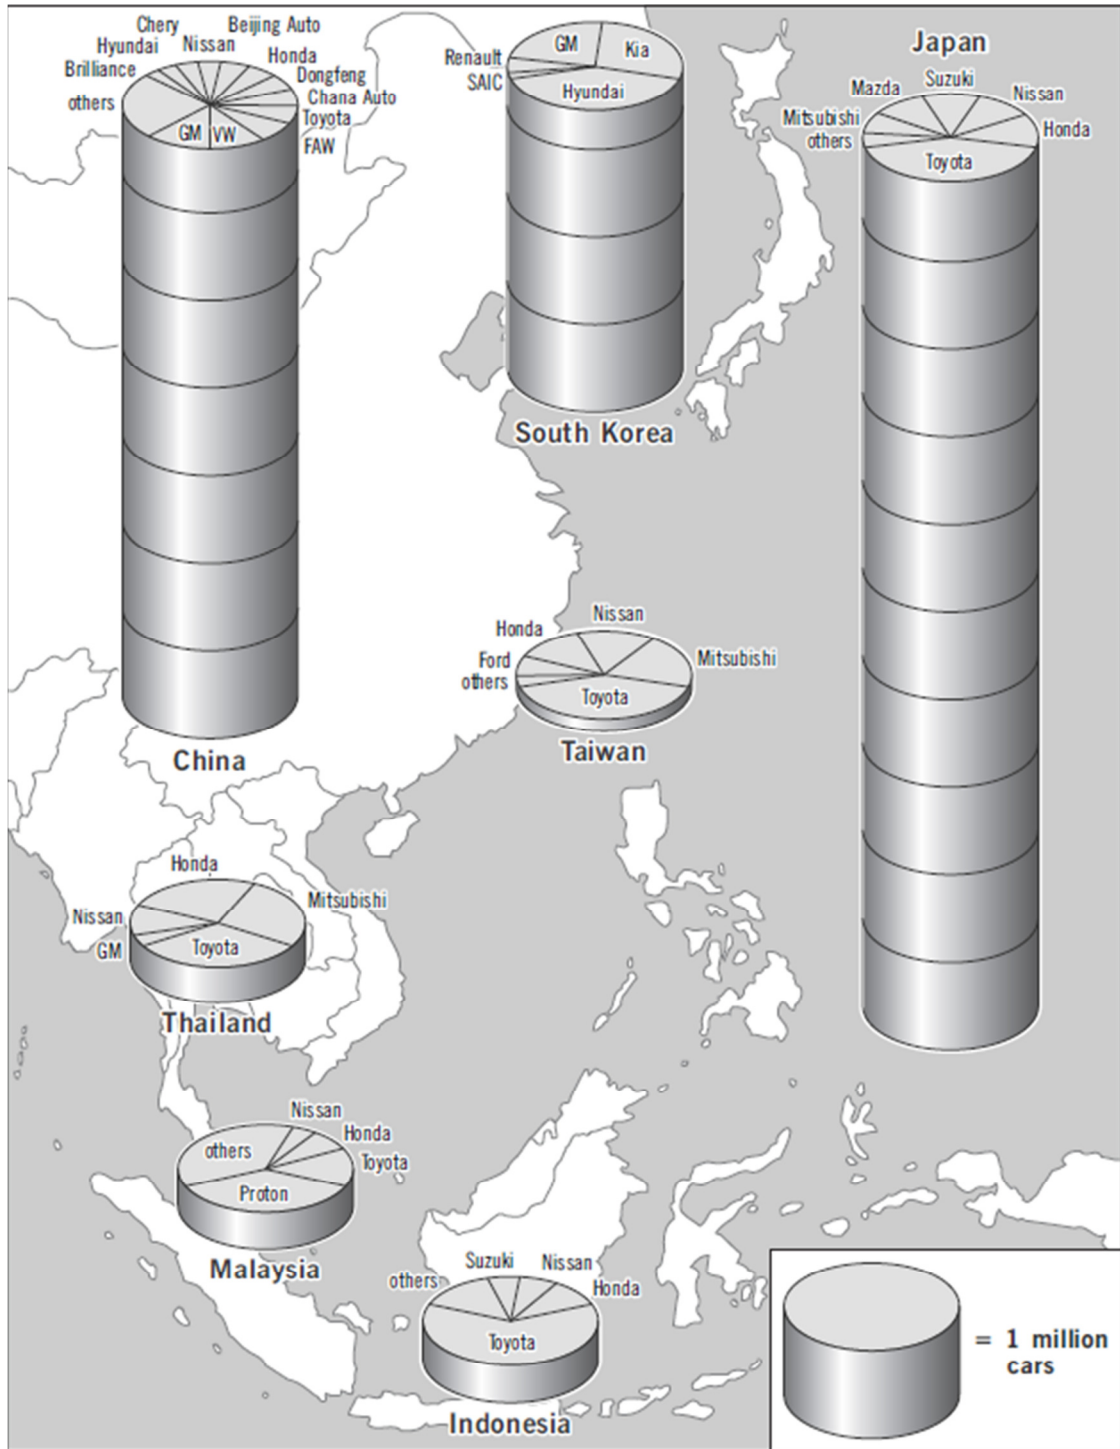 Chery
Beijing Auto
Hyundai
Nissan
Honda
Brilliance
Dongfeng
others
Chana Auto
Toyota
GM
VW
FAW
China
GM
Kia
Renault
SAIC
Hyundai
South Korea
Japan
Mazda
Suzuki
Nissan
Mitsubishi
Honda
others
Toyota
Nissan
Honda
Ford
Mitsubishi
others
Toyota
Taiwan
Honda
Mitsubishi
Nissan
GM
Toyota
Thailand
Nissan
Honda
others
Toyota
Proton
Malaysia
Suzuki
Nissan
others
Honda
Toyota
Indonesia
= 1 million
cars